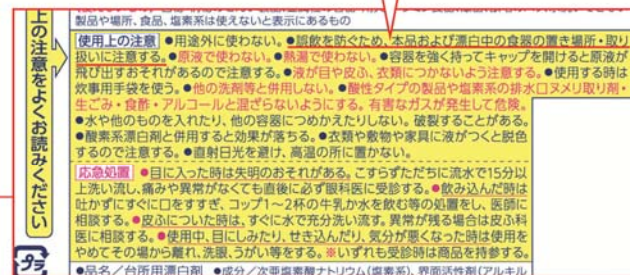 製品や場所、食品、塩素系は使えないと表示にあるもの
上の注意をよくお読みください
使用上の注意 ●用途外に使わない。●誤飲を防ぐため、本品および漂白中の食器の置き場所・取り
扱いに注意する。●原液で使わない。●熱湯で使わない。●容器を強く持ってキャップを開けると原液が
飛び出すおそれがあるので注意する。●液が目や皮ふ、衣類につかないよう注意する。●使用する時は
炊事用手袋を使う。●他の洗剤等と併用しない。●酸性タイプの製品や塩素系の排水口ヌメリ取り剤・
生ごみ・食酢・アルコールと混ざらないようにする。有害なガスが発生して危険。
●水や他のものを入れたり、他の容器につめかえたりしない。破裂することがある。
●酸素系漂白剤と併用すると効果が落ちる。●衣類や敷物や家具に液がつくと脱色
するので注意する。●直射日光を避け、高温の所に置かない。
応急処置 ●目に入った時は失明のおそれがある。こすらずただちに流水で15分以
上洗い流し、痛みや異常がなくても直後に必ず眼科医に受診する。●飲み込んだ時は
吐かずにすぐに口をすすぎ、コップ1～2杯の牛乳か水を飲む等の処置をし、医師に
相談する。●皮ふについた時は、すぐに水で充分洗い流す。異常が残る場合は皮ふ科
医に相談する。●使用中、目にしみたり、せき込んだり、気分が悪くなった時は使用を
やめてその場から離れ、洗眼、うがい等をする。※いずれも受診時は商品を持参する。
プラ
●品名／台所用漂白剤 ●成分／次亜塩素酸ナトリウム(塩素系)、界面活性剤(アルキル